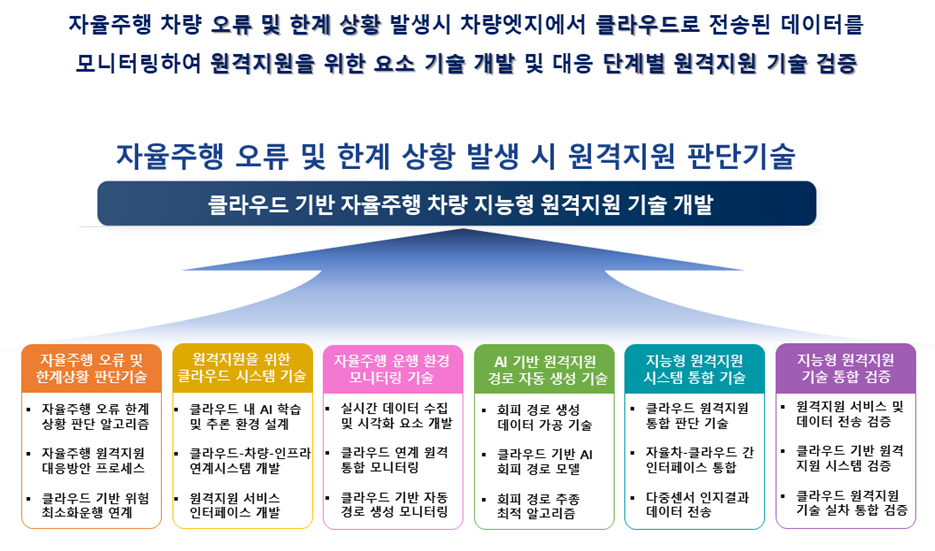 자율주행 차량 오류 및 한계 상황 발생시 차량엣지에서 클라우드로 전송된 데이터를
모니터링하여 원격지원을 위한 요소 기술 개발 및 대응 단계별 원격지원 기술 검증
자율주행 오류 및 한계 상황 발생 시 원격지원 판단기술
클라우드 기반 자율주행 차량 지능형 원격지원 기술 개발
자율주행 오류 및
한계상황 판단기술
▪ 자율주행 오류 한계
상황 판단 알고리즘
▪ 자율주행 원격지원
대응방안 프로세스
▪ 클라우드 기반 위험
최소화운행 연계
원격지원을 위한
클라우드 시스템 기술
▪ 클라우드 내 AI 학습
및 추론 환경 설계
▪ 클라우드-차량-인프라
연계시스템 개발
▪ 원격지원 서비스
인터페이스 개발
자율주행 운행 환경
모니터링 기술
▪ 실시간 데이터 수집
및 시각화 요소 개발
▪ 클라우드 연계 원격
통합 모니터링
▪ 클라우드 기반 자동
경로 생성 모니터링
AI 기반 원격지원
경로 자동 생성 기술
▪ 회피 경로 생성
데이터 가공 기술
▪ 클라우드 기반 AI
회피 경로 모델
▪ 회피 경로 추종
최적 알고리즘
지능형 원격지원
시스템 통합 기술
▪ 클라우드 원격지원
통합 판단 기술
▪ 자율차-클라우드 간
인터페이스 통합
▪ 다중센서 인지결과
데이터 전송
지능형 원격지원
기술 통합 검증
▪ 원격지원 서비스 및
데이터 전송 검증
▪ 클라우드 기반 원격
지원 시스템 검증
▪ 클라우드 원격지원
기술 실차 통합 검증